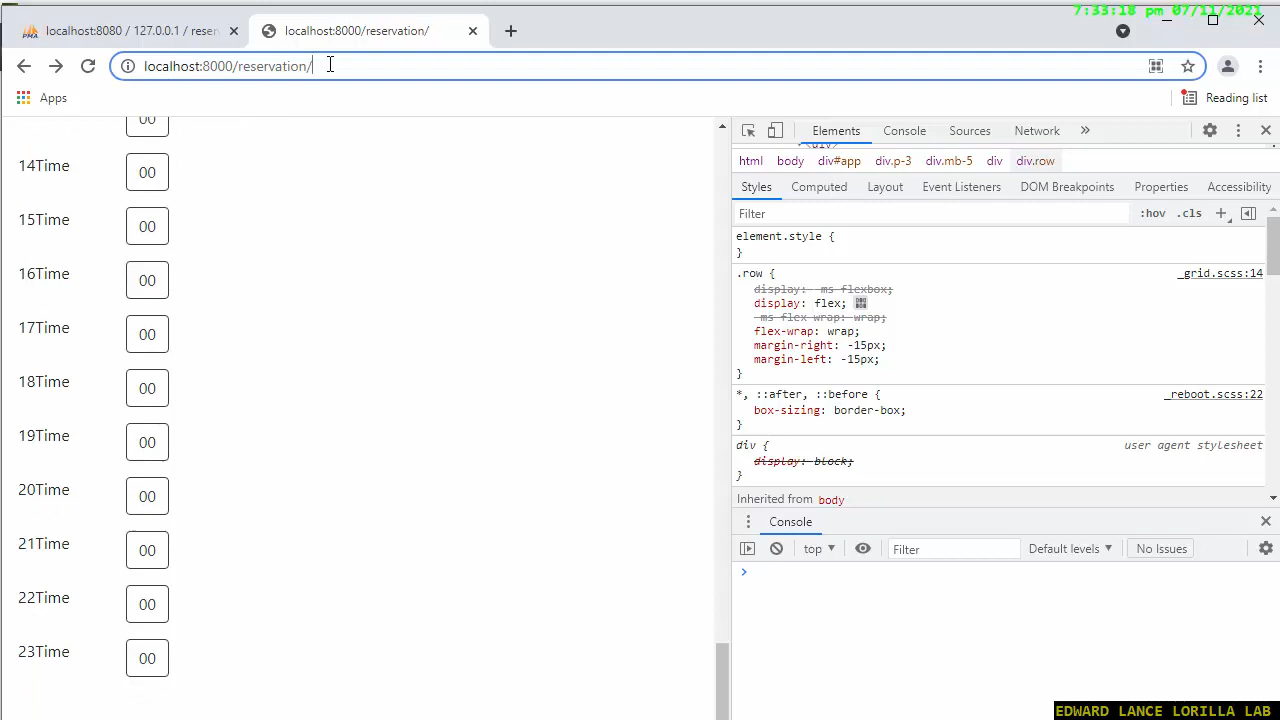 7:33:18 pm 07/11/2021
localhost:8080 / 127.0.0.1 / reser
localhost:8000/reservation/
localhost:8000/reservation/
Apps
Reading list
00
14Time 00
15Time 00
16Time 00
17Time 00
18Time 00
19Time 00
20Time 00
21Time 00
22Time 00
23Time 00
Elements Console Sources Network »
<div>
html body div#app div.p-3 div.mb-5 div div.row
Styles Computed Layout Event Listeners DOM Breakpoints Properties Accessibility
Filter :hov .cls +
element.style {
}
.row { _grid.scss:14
display: -ms-flexbox;
display: flex;
-ms-flex-wrap: wrap;
flex-wrap: wrap;
margin-right: -15px;
margin-left: -15px;
}
*, ::after, ::before { _reboot.scss:22
box-sizing: border-box;
}
div { user agent stylesheet
display: block;
}
Inherited from body
Console
top ▼ Filter Default levels ▼ No Issues
>
EDWARD LANCE LORILLA LAB